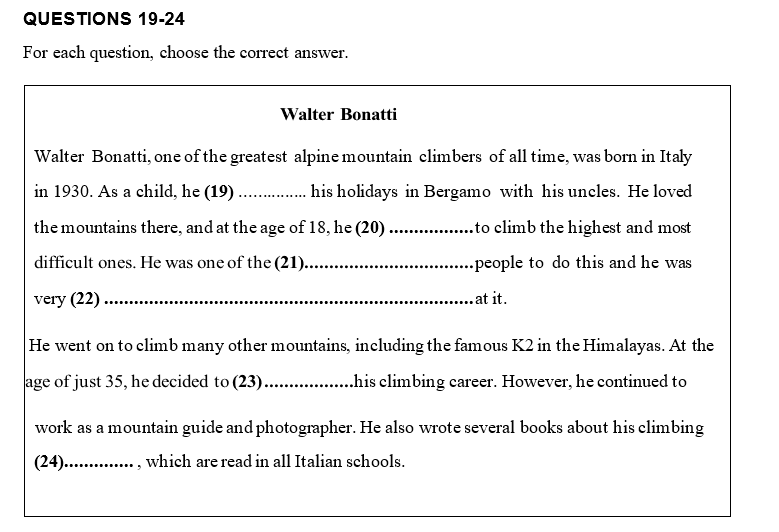 QUESTIONS 19-24
For each question, choose the correct answer.
Walter Bonatti
Walter Bonatti, one of the greatest alpine mountain climbers of all time, was born in Italy
in 1930. As a child, he (19) ............... his holidays in Bergamo with his uncles. He loved
the mountains there, and at the age of 18, he (20) .................to climb the highest and most
difficult ones. He was one of the (21)..................................people to do this and he was
very (22) ...........................................................................at it.
He went on to climb many other mountains, including the famous K2 in the Himalayas. At the
age of just 35, he decided to (23)..................his climbing career. However, he continued to
work as a mountain guide and photographer. He also wrote several books about his climbing
(24).............. , which are read in all Italian schools.